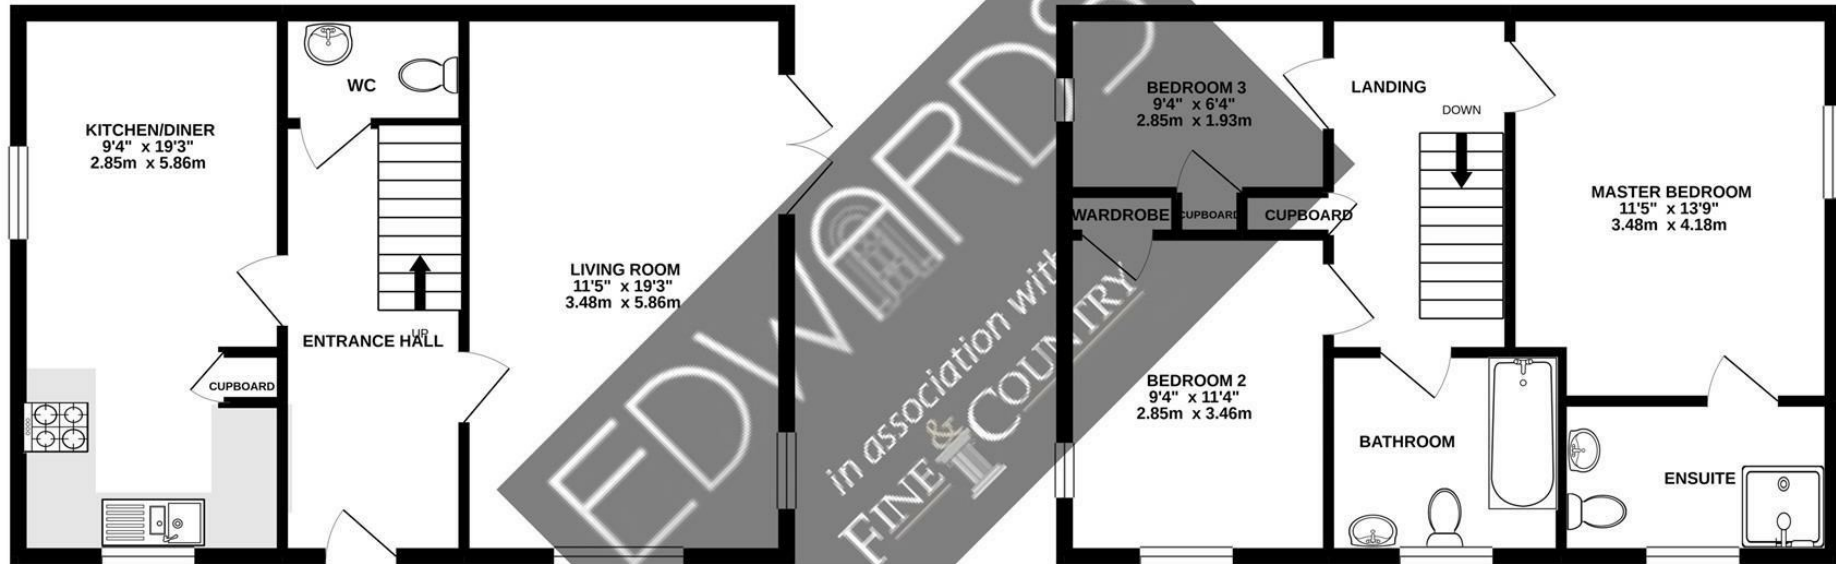 KITCHEN/DINER
9'4" x 19'3"
2.85m x 5.86m
WC
CUPBOARD
ENTRANCE HALL
UP
LIVING ROOM
11'5" x 19'3"
3.48m x 5.86m
EDWARDS
in association with
FINE & COUNTRY
BEDROOM 3
9'4" x 6'4"
2.85m x 1.93m
WARDROBE
CUPBOARD
CUPBOARD
LANDING
DOWN
MASTER BEDROOM
11'5" x 13'9"
3.48m x 4.18m
BEDROOM 2
9'4" x 11'4"
2.85m x 3.46m
BATHROOM
ENSUITE